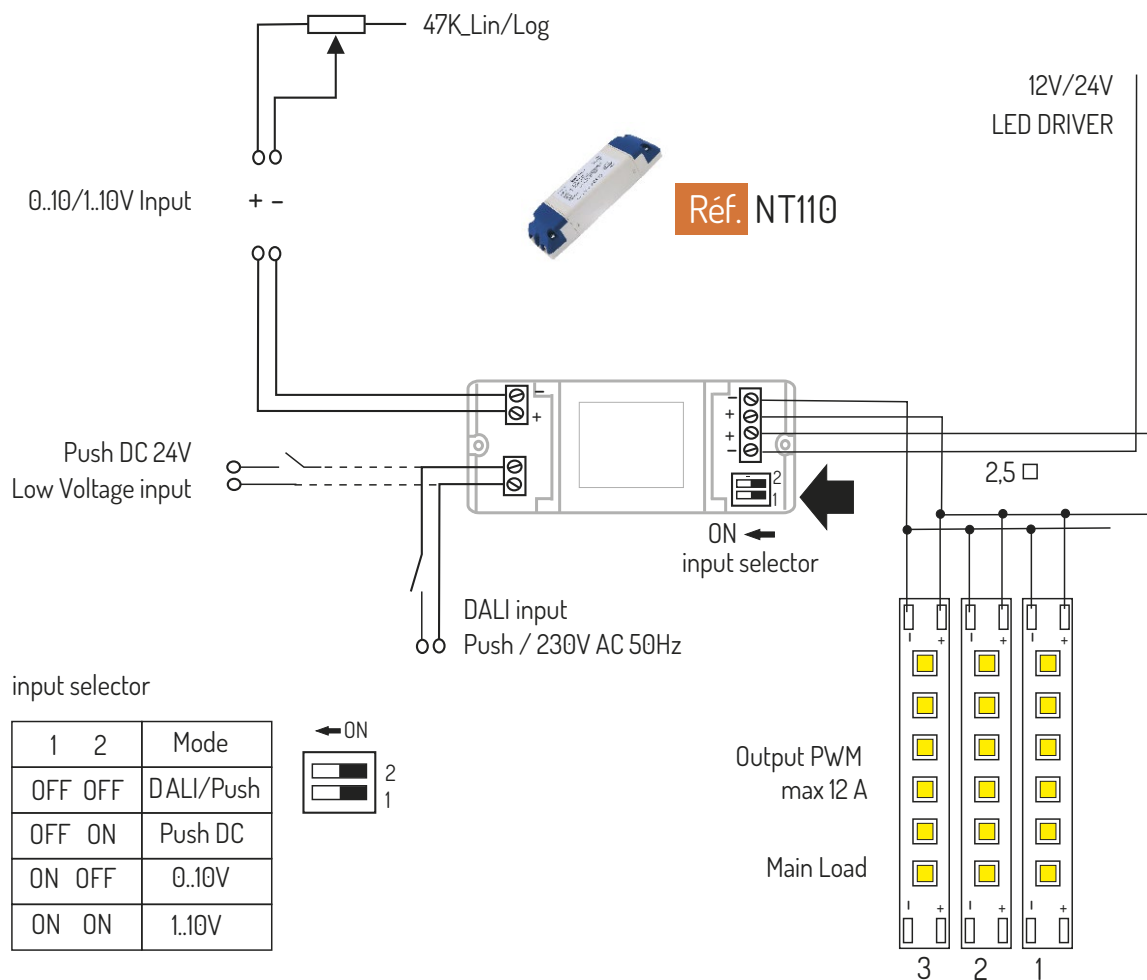 47K_Lin/Log
12V/24V
LED DRIVER
0..10/1..10V Input
+ −
Réf. NT110
−
+
−
+
+
−
Push DC 24V
Low Voltage input
2
1
2,5 □
ON
input selector
DALI input
Push / 230V AC 50Hz
− + − + − +
input selector
1 2 Mode
OFF OFF DALI/Push
OFF ON Push DC
ON OFF 0..10V
ON ON 1..10V
ON
2
1
Output PWM
max 12 A
Main Load
− + − + − +
3 2 1